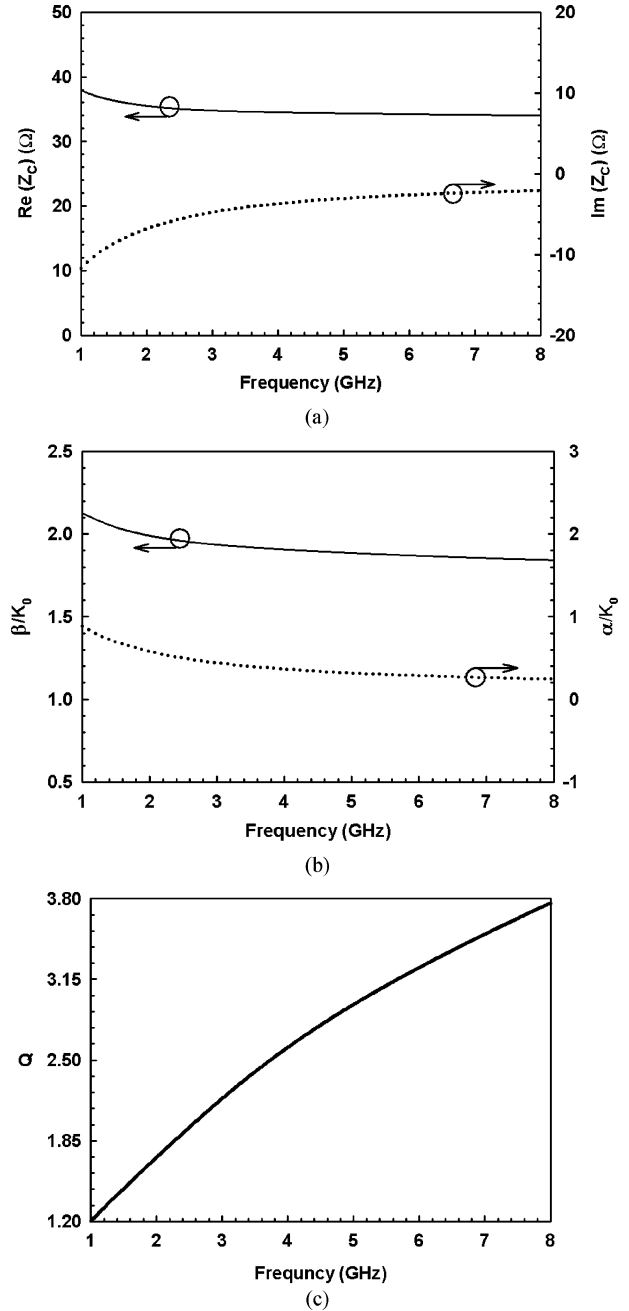 50
40
30
20
10
0
Re (Z_C) (Ω)
20
10
0
-10
-20
Im (Z_C) (Ω)
1 2 3 4 5 6 7 8
Frequency (GHz)
(a)
2.5
2.0
1.5
1.0
0.5
β/K₀
3
2
1
0
-1
α/K₀
1 2 3 4 5 6 7 8
Frequency (GHz)
(b)
3.80
3.15
2.50
1.85
1.20
Q
1 2 3 4 5 6 7 8
Frequncy (GHz)
(c)